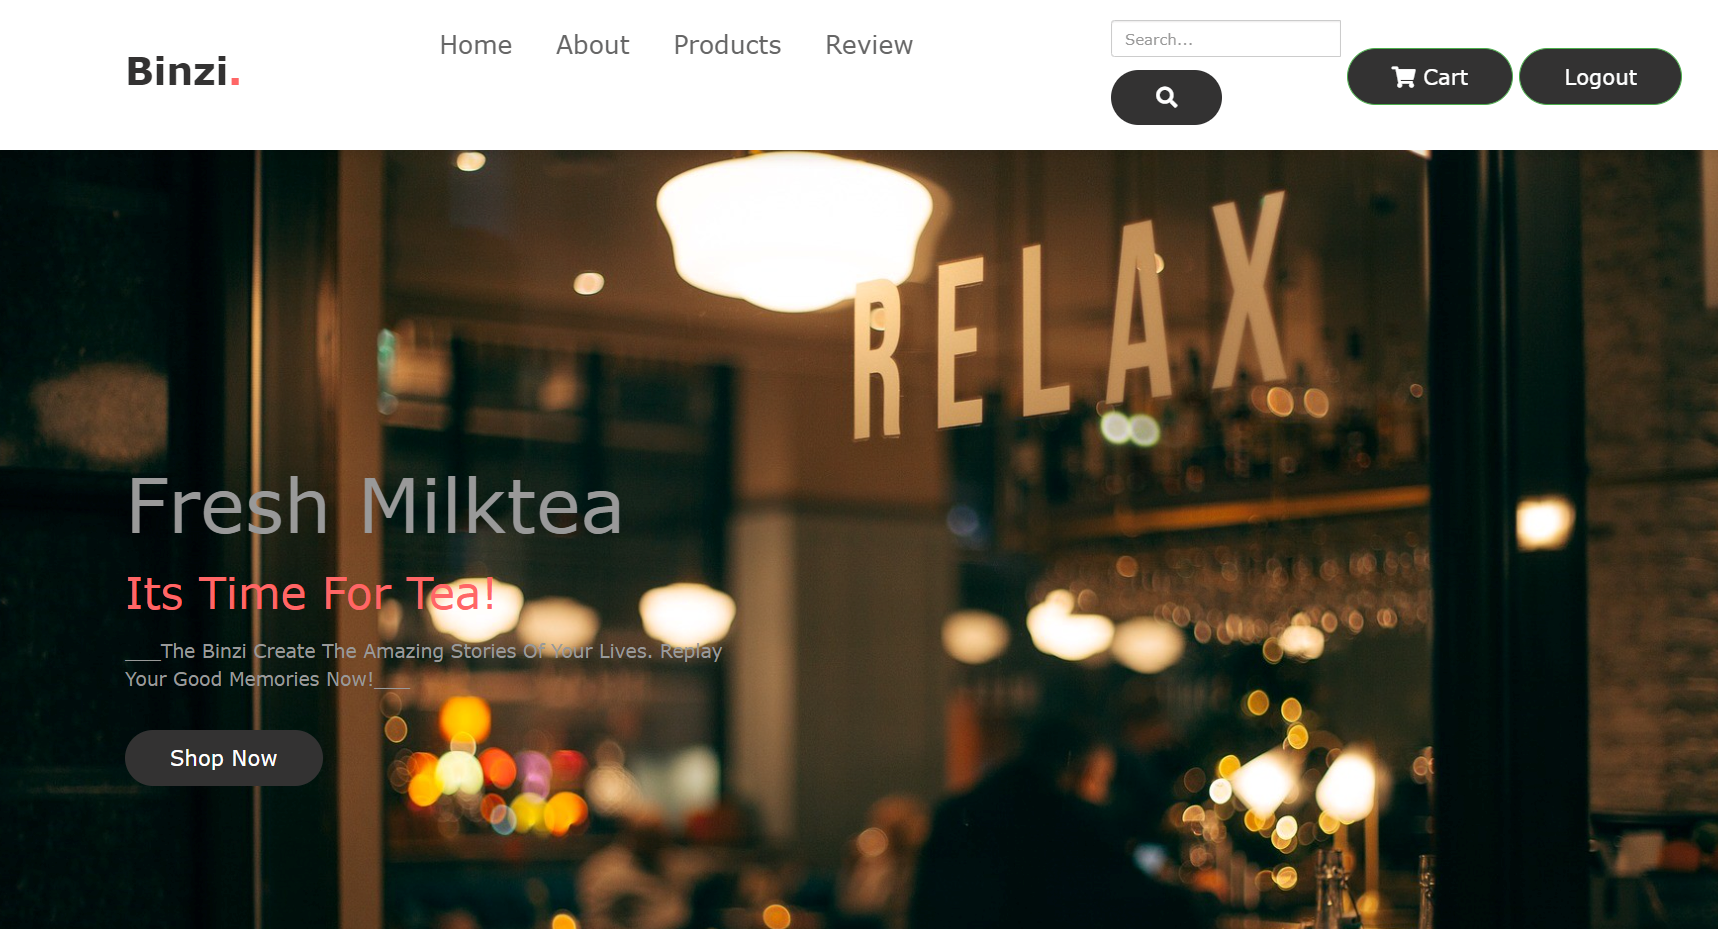 Binzi.
Home About Products Review
Search...
Cart
Logout
RELAX
Fresh Milktea
Its Time For Tea!
___The Binzi Create The Amazing Stories Of Your Lives. Replay
Your Good Memories Now!___
Shop Now